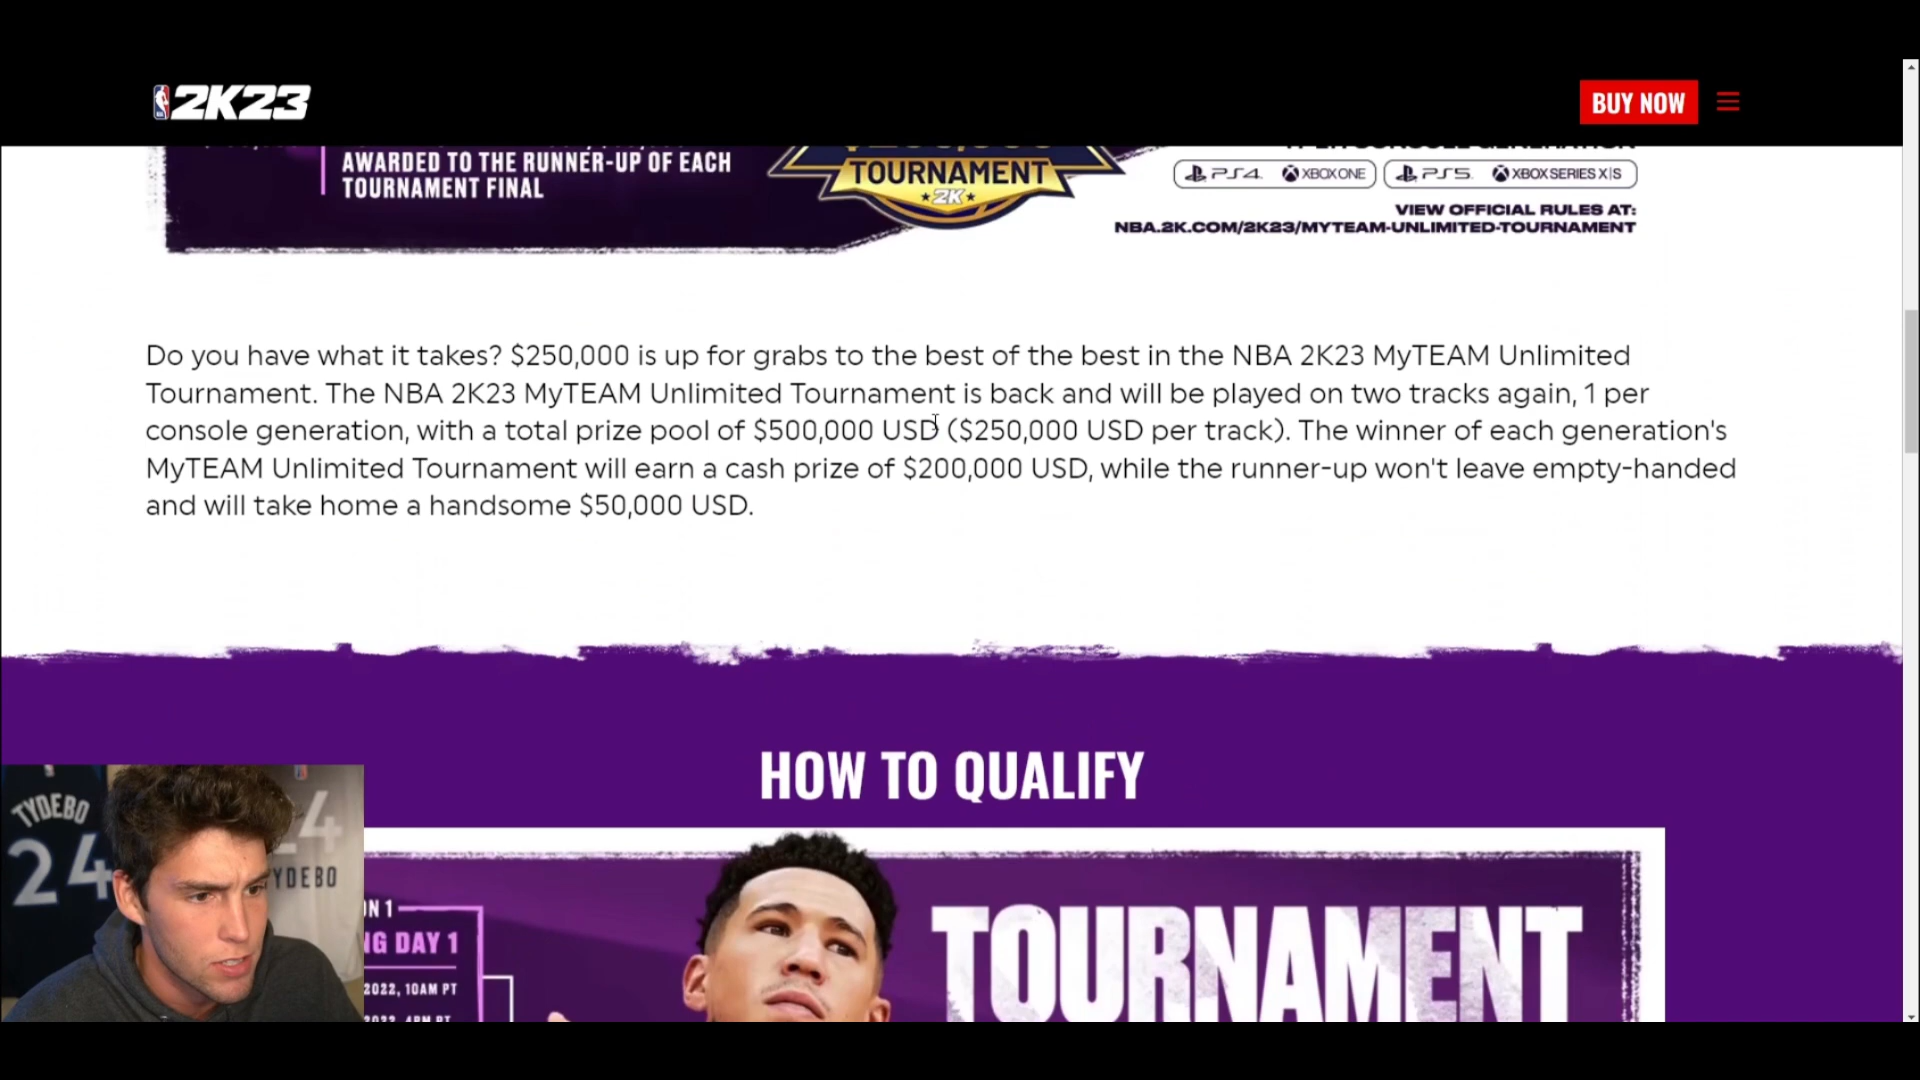 2K23
BUY NOW
AWARDED TO THE RUNNER-UP OF EACH
TOURNAMENT FINAL
TOURNAMENT
2K
PS4 XBOX ONE PS5 XBOX SERIES X|S
VIEW OFFICIAL RULES AT:
NBA.2K.COM/2K23/MYTEAM-UNLIMITED-TOURNAMENT
Do you have what it takes? $250,000 is up for grabs to the best of the best in the NBA 2K23 MyTEAM Unlimited
Tournament. The NBA 2K23 MyTEAM Unlimited Tournament is back and will be played on two tracks again, 1 per
console generation, with a total prize pool of $500,000 USD ($250,000 USD per track). The winner of each generation's
MyTEAM Unlimited Tournament will earn a cash prize of $200,000 USD, while the runner-up won't leave empty-handed
and will take home a handsome $50,000 USD.
HOW TO QUALIFY
TYDEBO
24
24
YDEBO
ON 1
NG DAY 1
2022, 10AM PT
TOURNAMENT